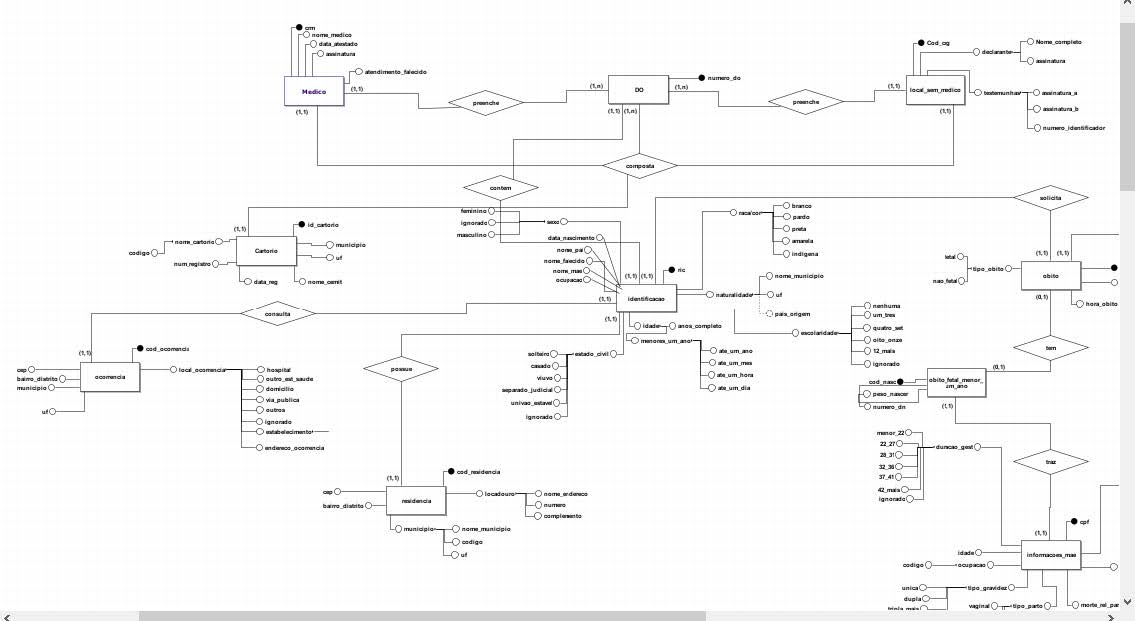 crm
nome_medico
data_atestado
assinatura
atendimento_falecido
Medico
(1,1)
(1,1)
preenche
(1,n)
DO
numero_do
(1,n)
(1,1)
(1,n)
preenche
(1,1)
local_sem_medico
(1,1)
Cod_crg
declarante
Nome_completo
assinatura
testemunhas
assinatura_a
assinatura_b
numero_identificador
composta
contem
solicita
(1,1)
id_cartorio
Cartorio
nome_cartorio
codigo
num_registro
municipio
uf
data_reg
nome_cemit
feminino
ignorado
masculino
sexo
data_nascimento
nome_pai
nome_falecido
nome_mae
ocupacao
(1,1)
(1,1)
ric
(1,1)
identificacao
(1,1)
raca/cor
branco
pardo
preta
amarela
indigena
naturalidade
nome_municipio
uf
pais_origem
idade
anos_completo
menores_um_ano
ate_um_ano
ate_um_mes
ate_um_hora
ate_um_dia
escolaridade
nenhuma
um_tres
quatro_set
oito_onze
12_mais
ignorado
estado_civil
solteiro
casado
viuvo
separado_judicial
uniao_estavel
ignorado
(1,1)
(1,1)
obito
tipo_obito
fetal
nao_fetal
hora_obito
(0,1)
tem
(0,1)
obito_fetal_menor_
um_ano
cod_nasc
peso_nascer
numero_dn
(1,1)
traz
consulta
(1,1)
cod_ocorrencia
ocorrencia
cep
bairro_distrito
municipio
uf
local_ocorrencia
hospital
outro_est_saude
domicilio
via_publica
outros
ignorado
estabelecimento
endereco_ocorrencia
possue
(1,1)
cod_residencia
residencia
cep
bairro_distrito
locadouro
nome_endereco
numero
complemento
municipio
nome_municipio
codigo
uf
menor_22
22_27
28_31
32_36
37_41
42_mais
ignorado
duracao_gest
(1,1)
cpf
informacoes_mae
idade
codigo
ocupacao
unica
dupla
tripla_mais
tipo_gravidez
vaginal
tipo_parto
morte_rel_par